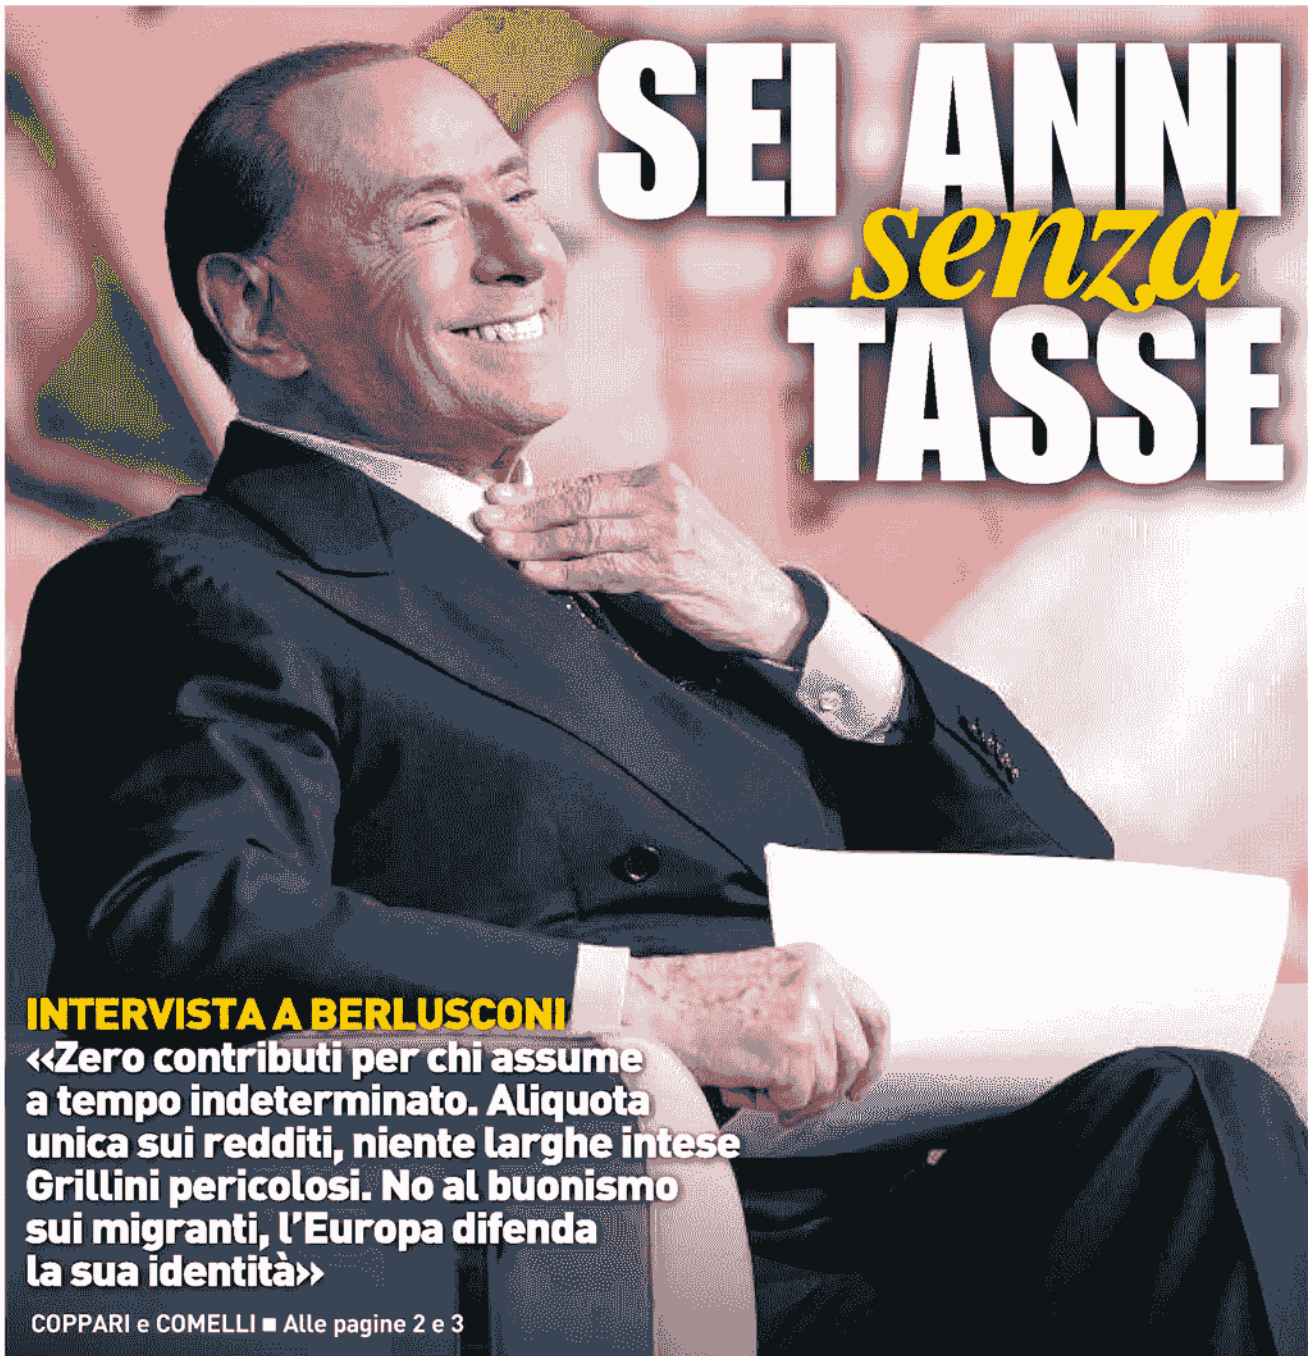 SEI ANNI
senza
TASSE
INTERVISTA A BERLUSCONI
«Zero contributi per chi assume
a tempo indeterminato. Aliquota
unica sui redditi, niente larghe intese
Grillini pericolosi. No al buonismo
sui migranti, l'Europa difenda
la sua identità»
COPPARI e COMELLI ■ Alle pagine 2 e 3